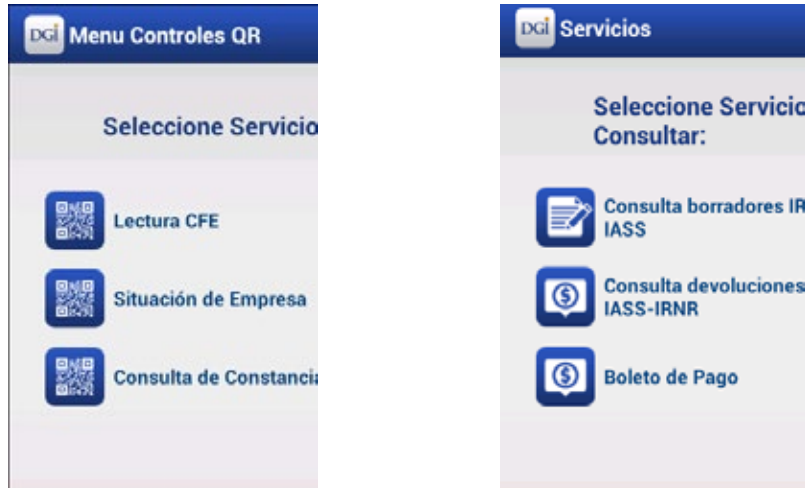 DGI Menu Controles QR
Seleccione Servicio
Lectura CFE
Situación de Empresa
Consulta de Constancia
DGI Servicios
Seleccione Servicio
Consultar:
Consulta borradores IR
IASS
Consulta devoluciones
IASS-IRNR
Boleto de Pago